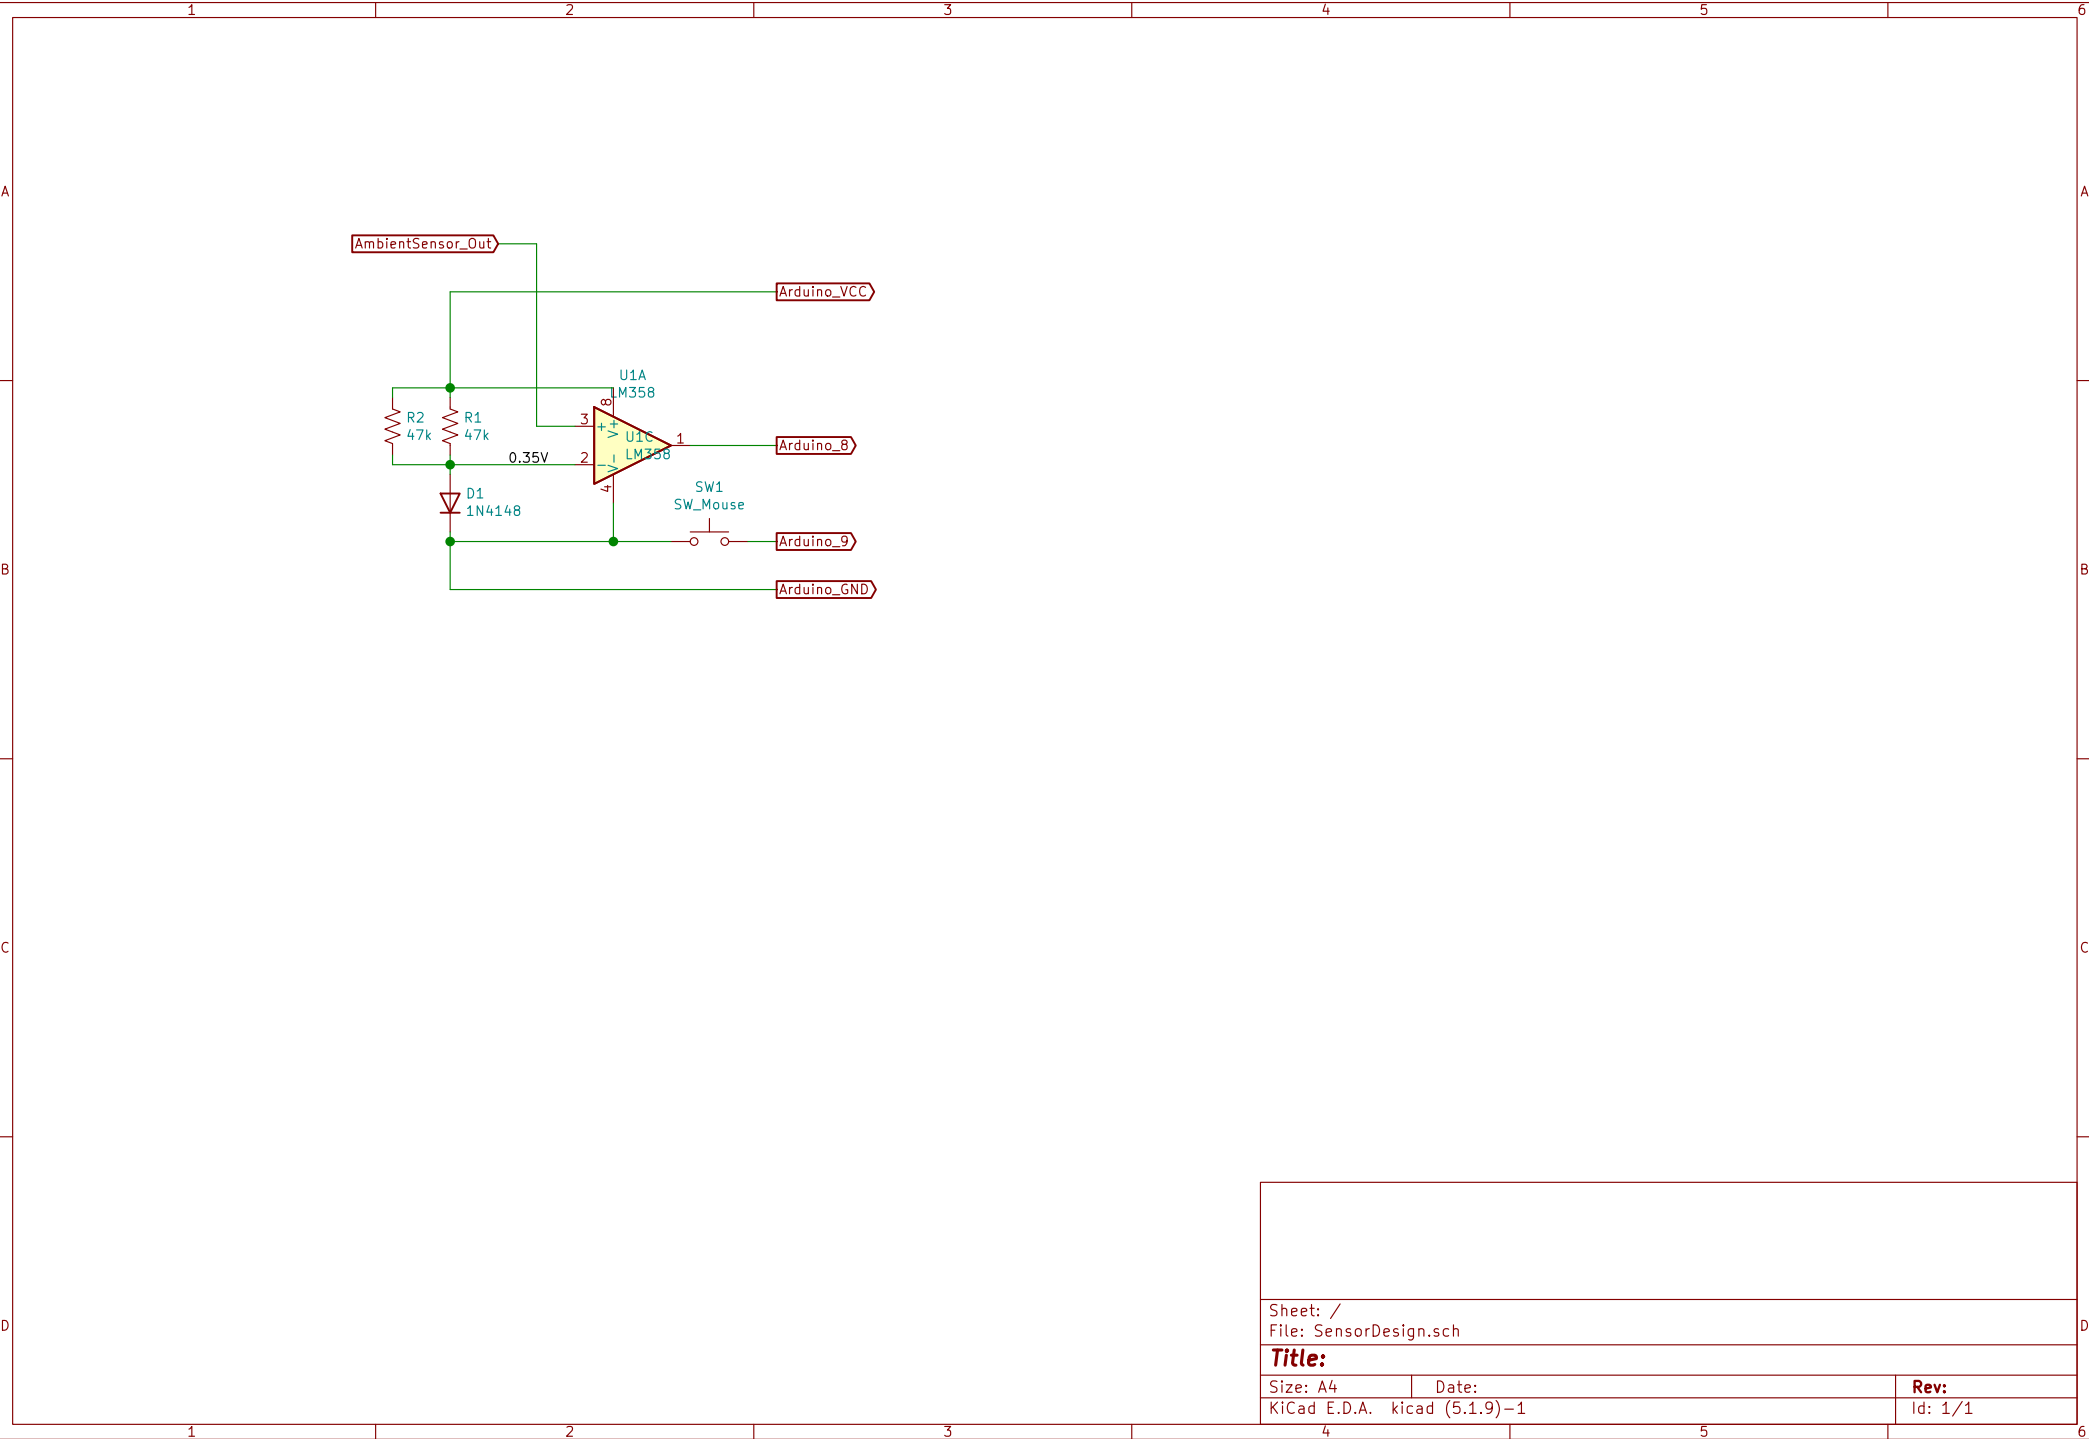 1 2 3 4 5 6
A A
AmbientSensor_Out
Arduino_VCC
U1A
LM358
8
R2
47k
R1
47k
3
+
V+
U1C
LM358
1
Arduino_8
0.35V
2
−
V−
4
D1
1N4148
SW1
SW_Mouse
Arduino_9
B B
Arduino_GND
C C
Sheet: /
File: SensorDesign.sch
D D
Title:
Size: A4
Date:
Rev:
KiCad E.D.A. kicad (5.1.9)-1
Id: 1/1
1 2 3 4 5 6